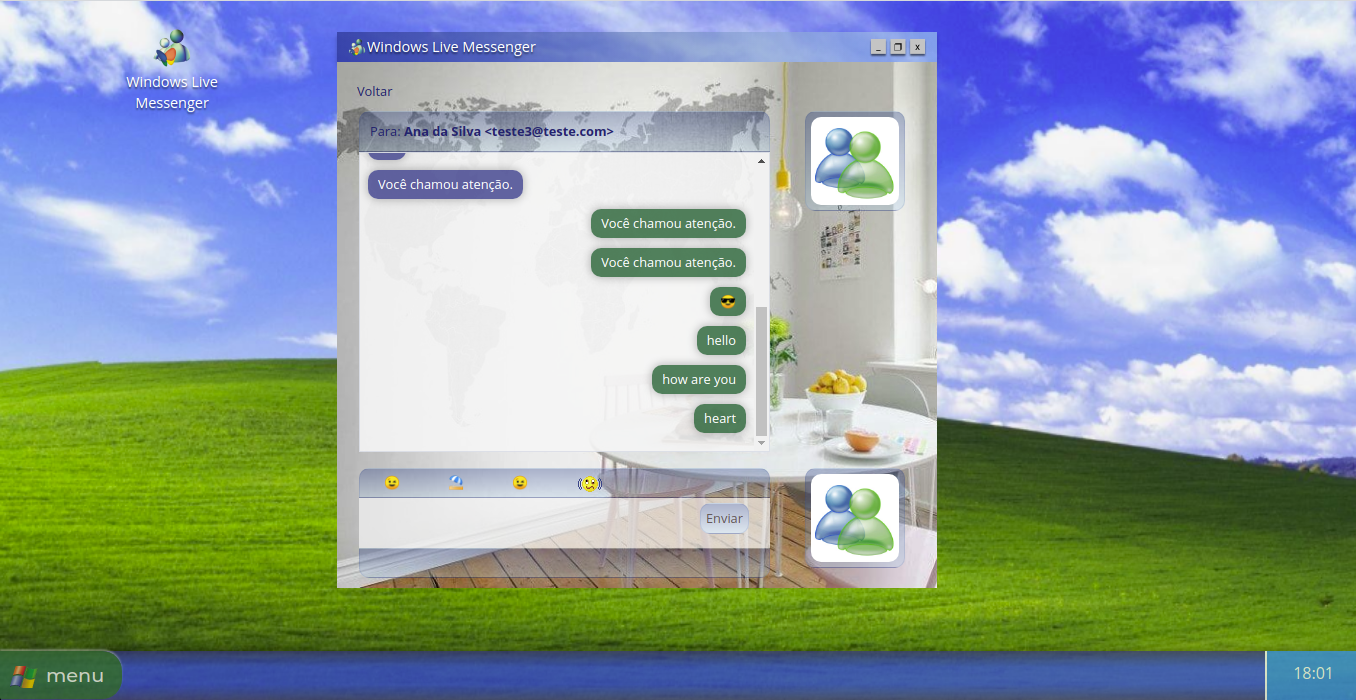 Windows Live
Messenger
Windows Live Messenger
Voltar
Para: Ana da Silva <teste3@teste.com>
Você chamou atenção.
Você chamou atenção.
Você chamou atenção.
hello
how are you
heart
Enviar
menu
18:01